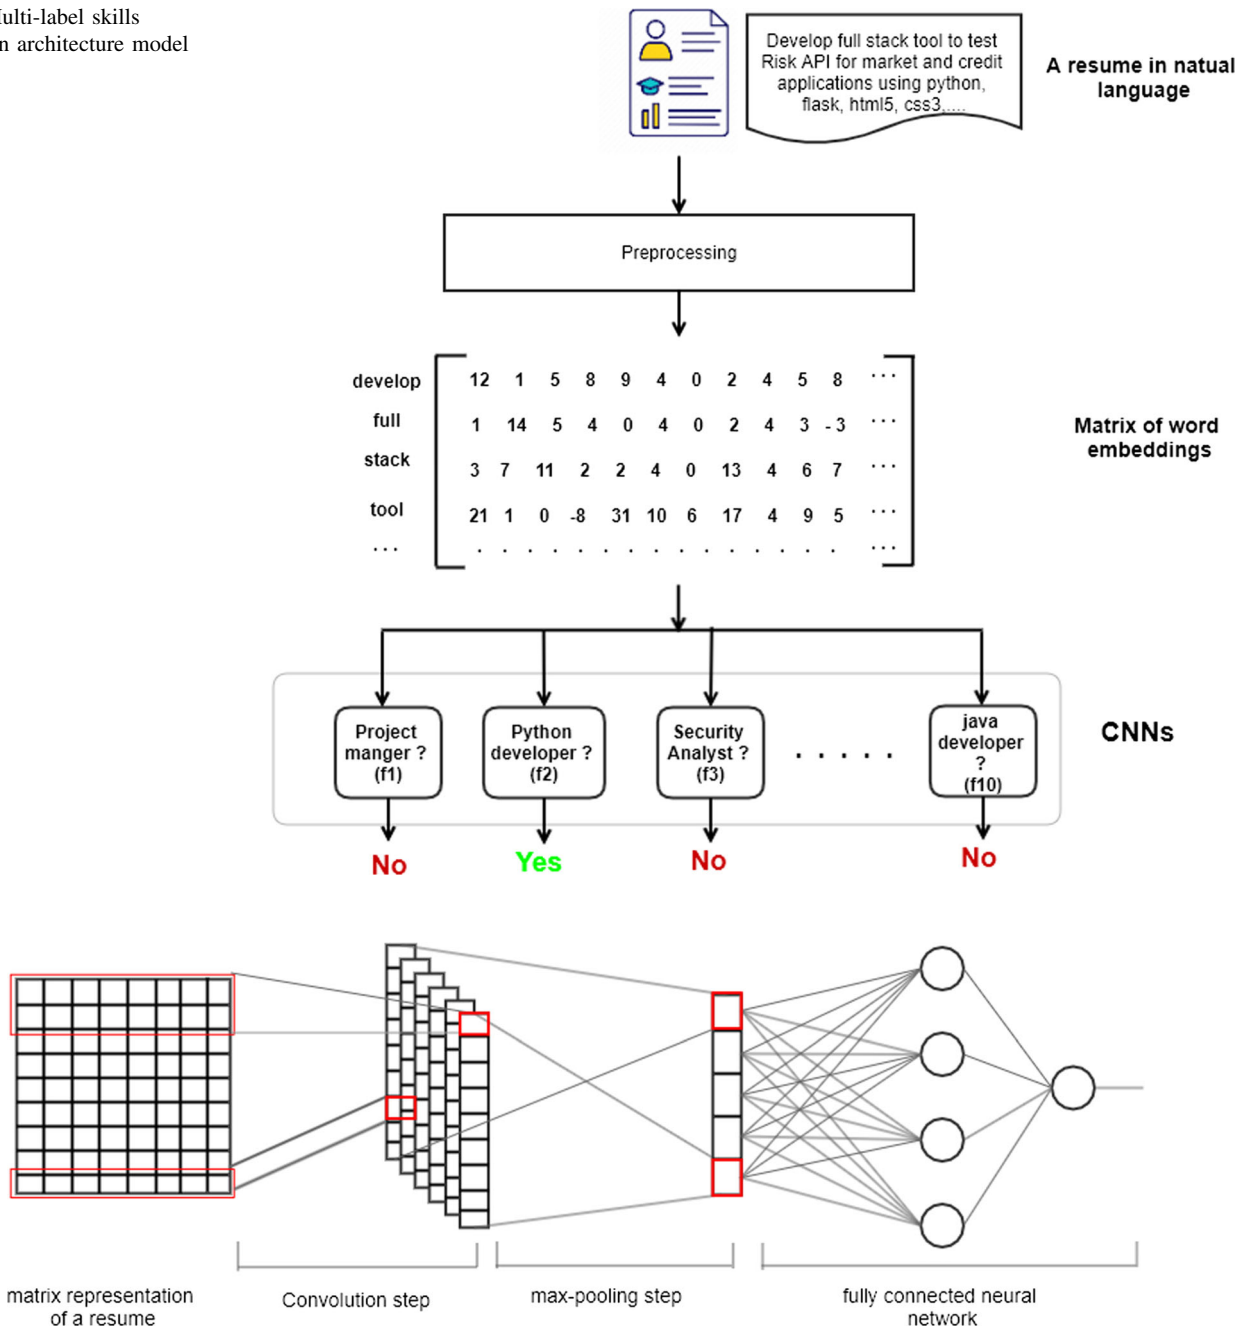 Multi-label skills
n architecture model
Develop full stack tool to test
Risk API for market and credit
applications using python,
flask, html5, css3,....
A resume in natual
language
Preprocessing
develop 12 1 5 8 9 4 0 2 4 5 8 ...
full 1 14 5 4 0 4 0 2 4 3 -3 ...
stack 3 7 11 2 2 4 0 13 4 6 7 ...
tool 21 1 0 -8 31 10 6 17 4 9 5 ...
... . . . . . . . . . . . . . . ...
Matrix of word
embeddings
Project
manger ?
(f1)
Python
developer ?
(f2)
Security
Analyst ?
(f3)
. . . . .
java
developer
?
(f10)
CNNs
No
Yes
No
No
matrix representation
of a resume
Convolution step
max-pooling step
fully connected neural
network